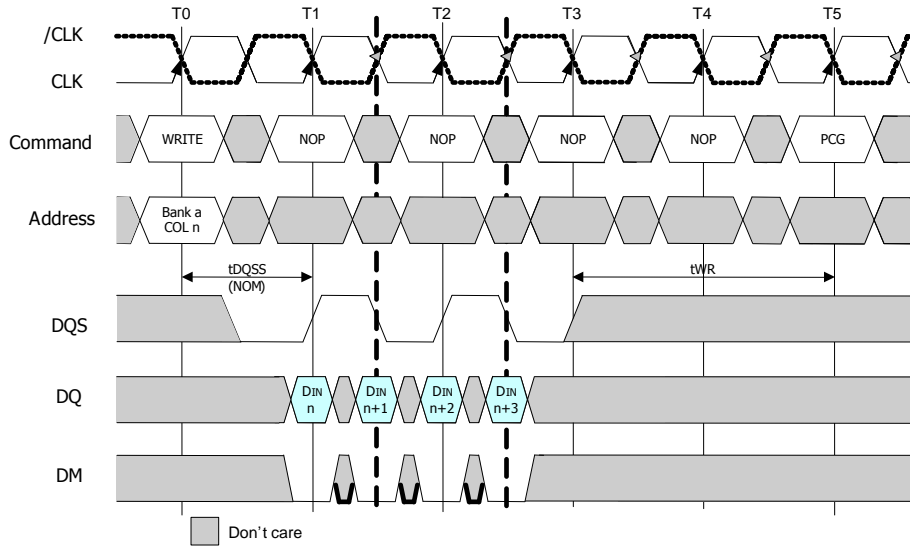 T0 T1 T2 T3 T4 T5
/CLK
CLK
Command WRITE NOP NOP NOP NOP PCG
Address Bank a
COL n
tDQSS
(NOM)
tWR
DQS
DQ DIN
n DIN
n+1 DIN
n+2 DIN
n+3
DM
Don't care